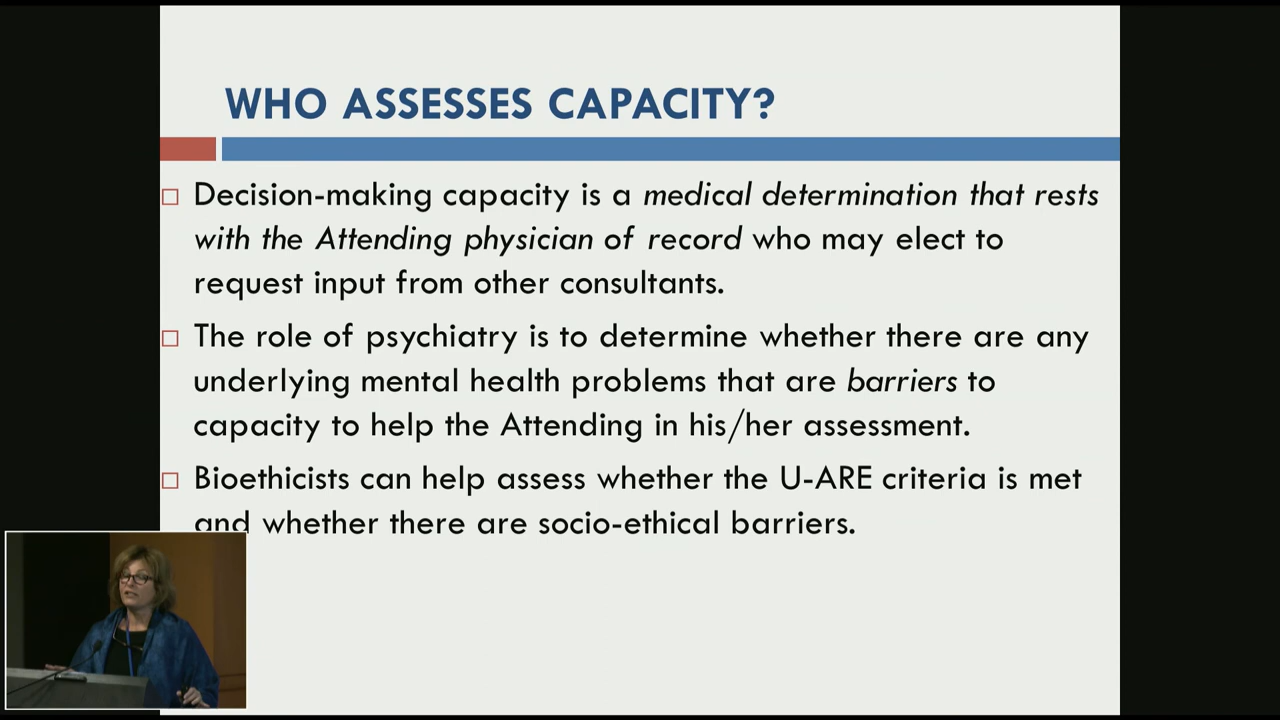 WHO ASSESSES CAPACITY?
Decision-making capacity is a medical determination that rests
with the Attending physician of record who may elect to
request input from other consultants.
The role of psychiatry is to determine whether there are any
underlying mental health problems that are barriers to
capacity to help the Attending in his/her assessment.
Bioethicists can help assess whether the U-ARE criteria is met
and whether there are socio-ethical barriers.